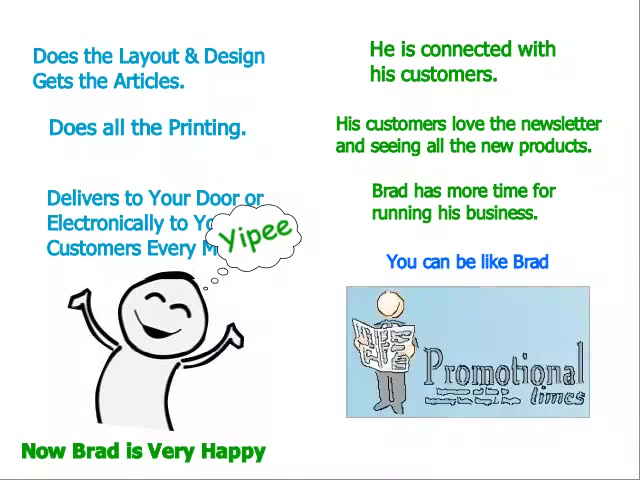 Does the Layout & Design
Gets the Articles.
Does all the Printing.
Delivers to Your Door or
Electronically to
Customers Every
Yipee
Now Brad is Very Happy
He is connected with
his customers.
His customers love the newsletter
and seeing all the new products.
Brad has more time for
running his business.
You can be like Brad
Promotional
times